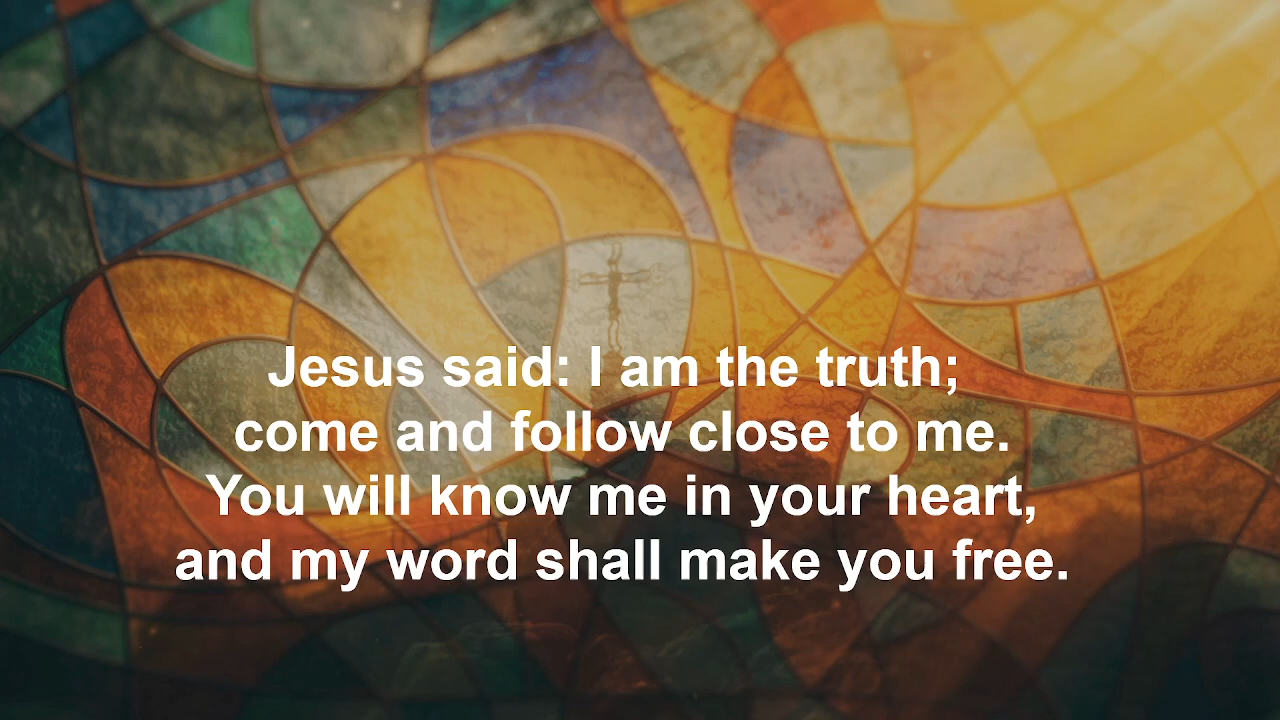 Jesus said: I am the truth;
come and follow close to me.
You will know me in your heart,
and my word shall make you free.